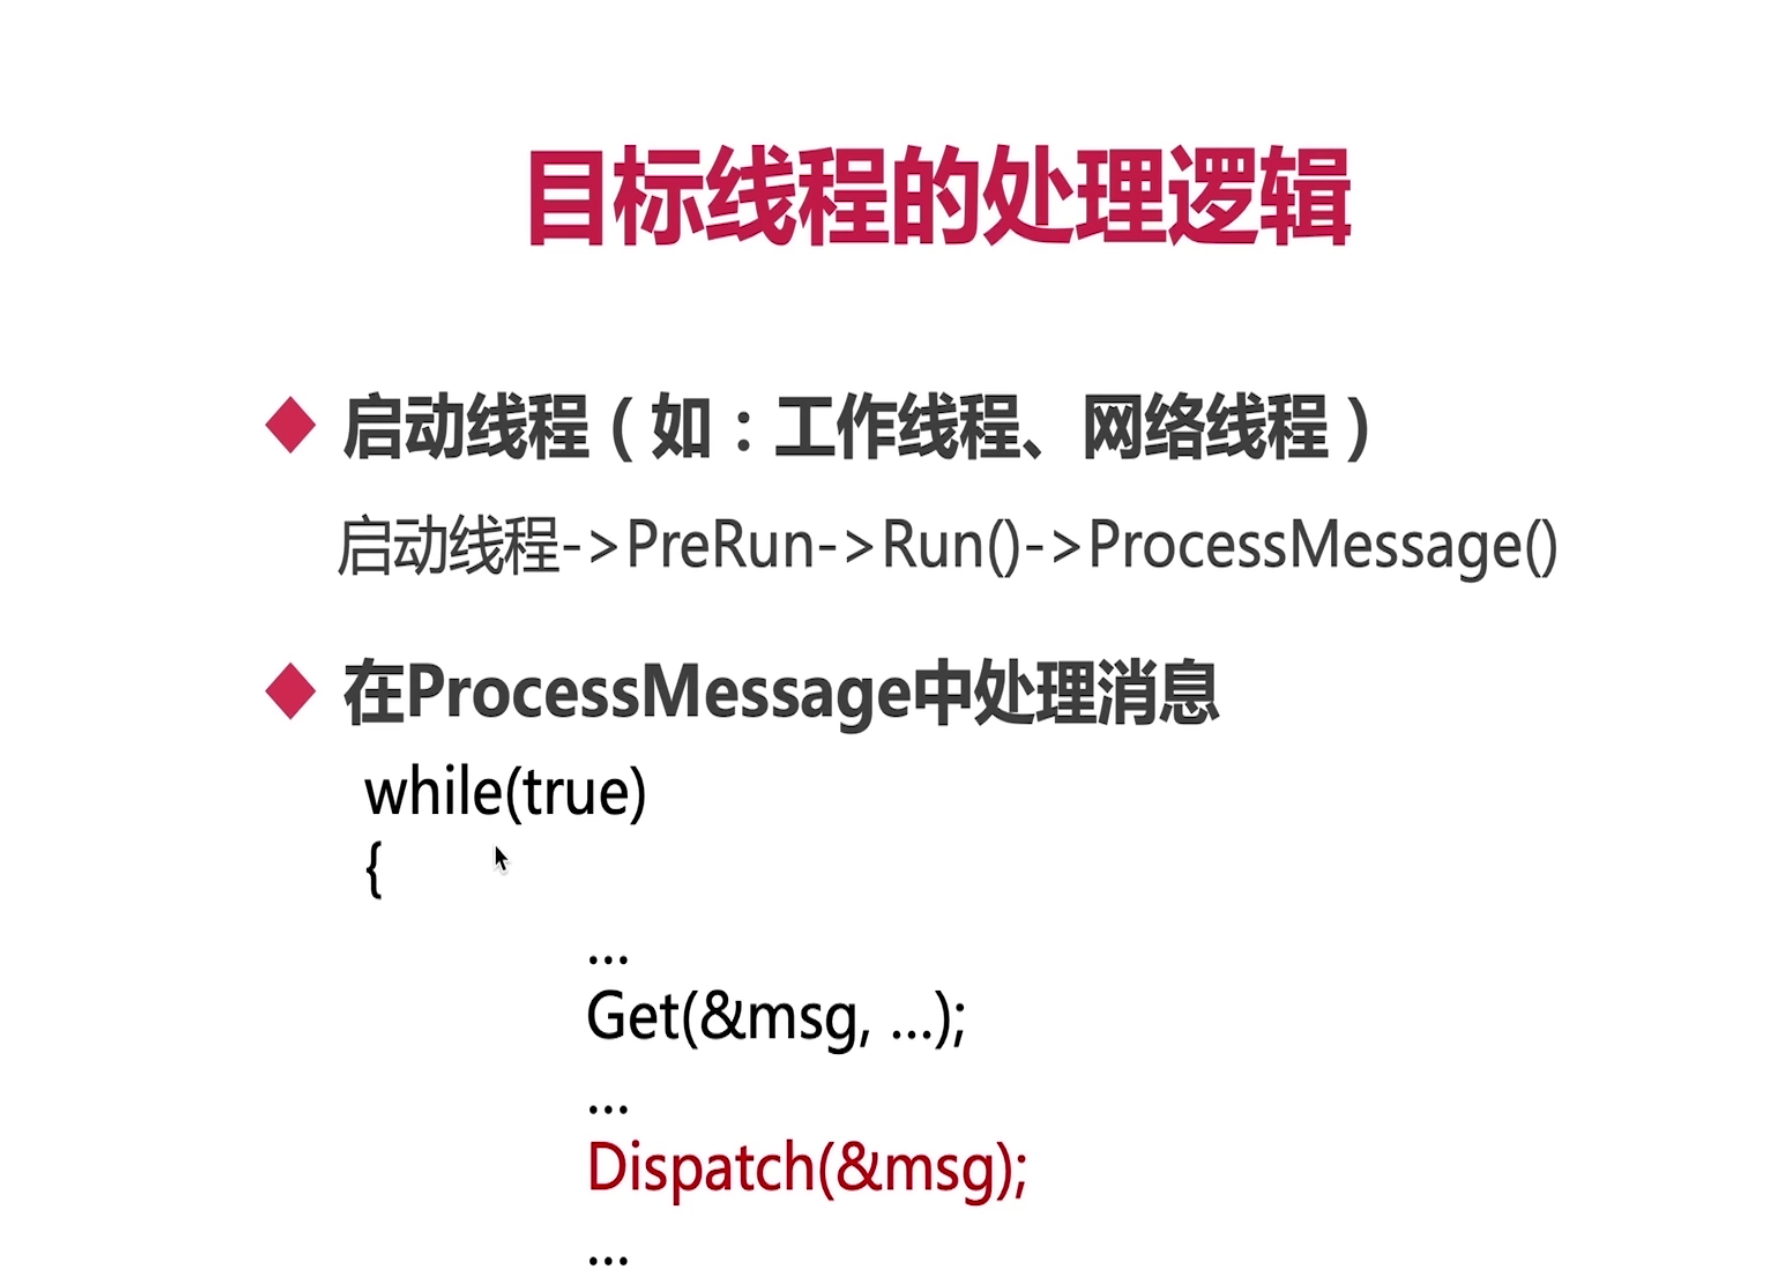 目标线程的处理逻辑
启动线程（如：工作线程、网络线程）
启动线程->PreRun->Run()->ProcessMessage()
在ProcessMessage中处理消息
while(true)
{
...
Get(&msg, ...);
...
Dispatch(&msg);
...